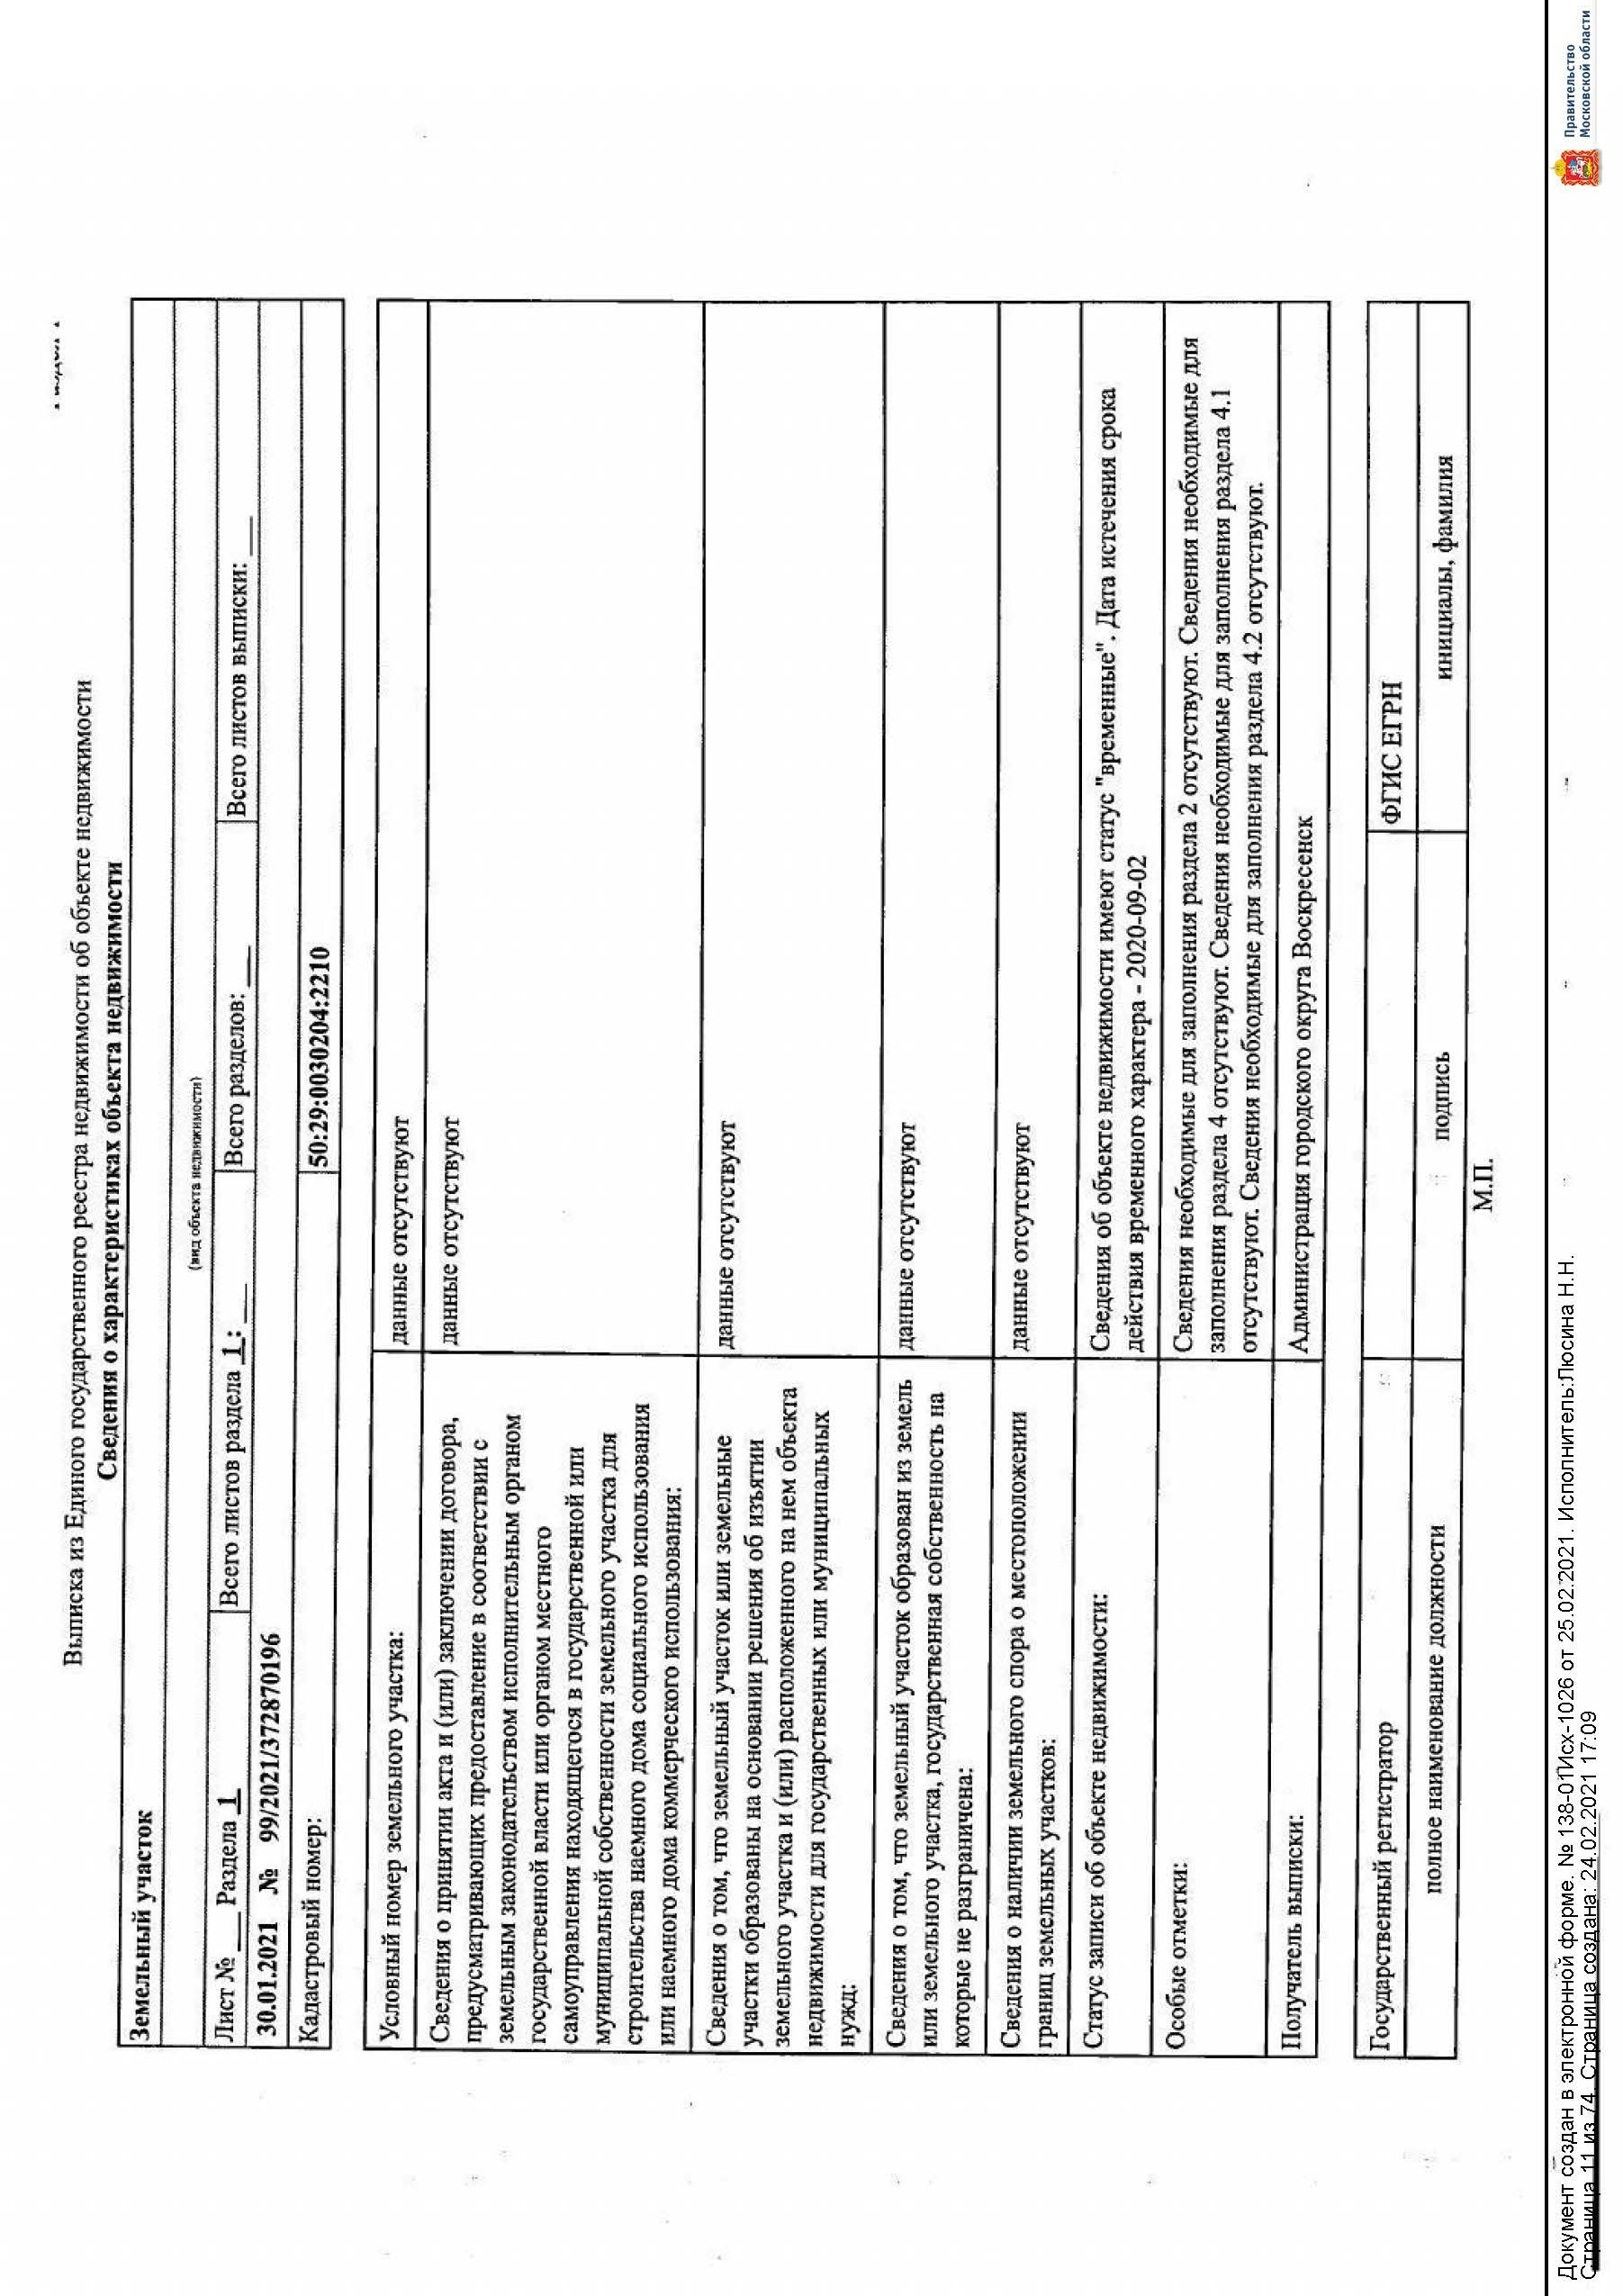 Раздел 1
Выписка из Единого государственного реестра недвижимости об объекте недвижимости
Сведения о характеристиках объекта недвижимости
Земельный участок
(вид объекта недвижимости)
Лист № ___ Раздела 1 Всего листов раздела 1 : ___ Всего разделов: ___ Всего листов выписки: ___
30.01.2021 № 99/2021/372870196
Кадастровый номер: 50:29:0030204:2210
Условный номер земельного участка: данные отсутствуют
Сведения о принятии акта и (или) заключении договора, данные отсутствуют
предусматривающих предоставление в соответствии с
земельным законодательством исполнительным органом
государственной власти или органом местного
самоуправления находящегося в государственной или
муниципальной собственности земельного участка для
строительства наемного дома социального использования
или наемного дома коммерческого использования:
Сведения о том, что земельный участок или земельные данные отсутствуют
участки образованы на основании решения об изъятии
земельного участка и (или) расположенного на нем объекта
недвижимости для государственных или муниципальных
нужд:
Сведения о том, что земельный участок образован из земель данные отсутствуют
или земельного участка, государственная собственность на
которые не разграничена:
Сведения о наличии земельного спора о местоположении данные отсутствуют
границ земельных участков:
Статус записи об объекте недвижимости: Сведения об объекте недвижимости имеют статус "временные". Дата истечения срока
действия временного характера - 2020-09-02
Особые отметки: Сведения необходимые для заполнения раздела 2 отсутствуют. Сведения необходимые для
заполнения раздела 4 отсутствуют. Сведения необходимые для заполнения раздела 4.1
отсутствуют. Сведения необходимые для заполнения раздела 4.2 отсутствуют.
Получатель выписки: Администрация городского округа Воскресенск
Государственный регистратор ФГИС ЕГРН
полное наименование должности подпись инициалы, фамилия
М.П.
Документ создан в электронной форме. № 138-01Исх-1026 от 25.02.2021. Исполнитель:Люсина Н.Н.
Страница 11 из 74. Страница создана: 24.02.2021 17:09
Правительство
Московской области